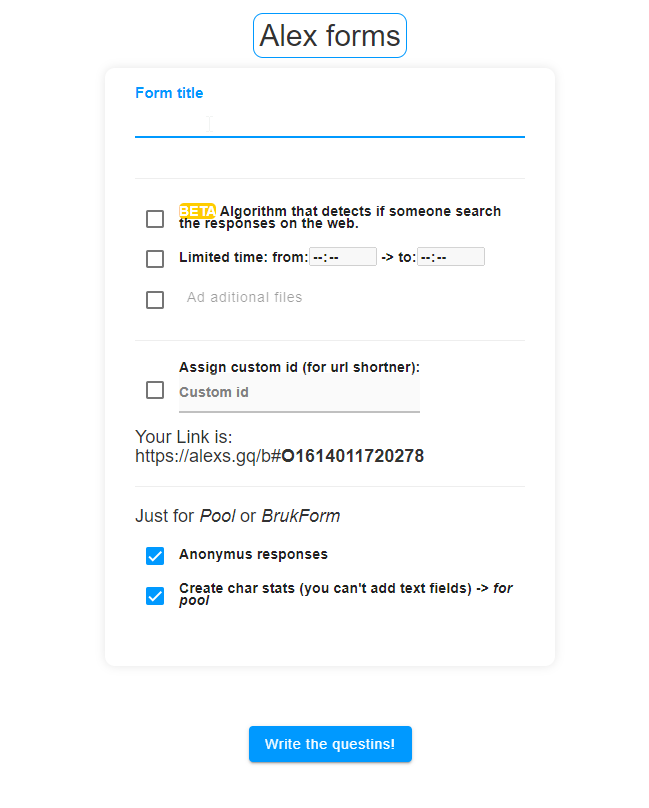 Alex forms
Form title
BETA Algorithm that detects if someone search
the responses on the web.
Limited time: from: --:-- -> to: --:--
Ad aditional files
Assign custom id (for url shortner):
Custom id
Your Link is:
https://alexs.gq/b#O1614011720278
Just for Pool or BrukForm
Anonymus responses
Create char stats (you can't add text fields) -> for
pool
Write the questins!